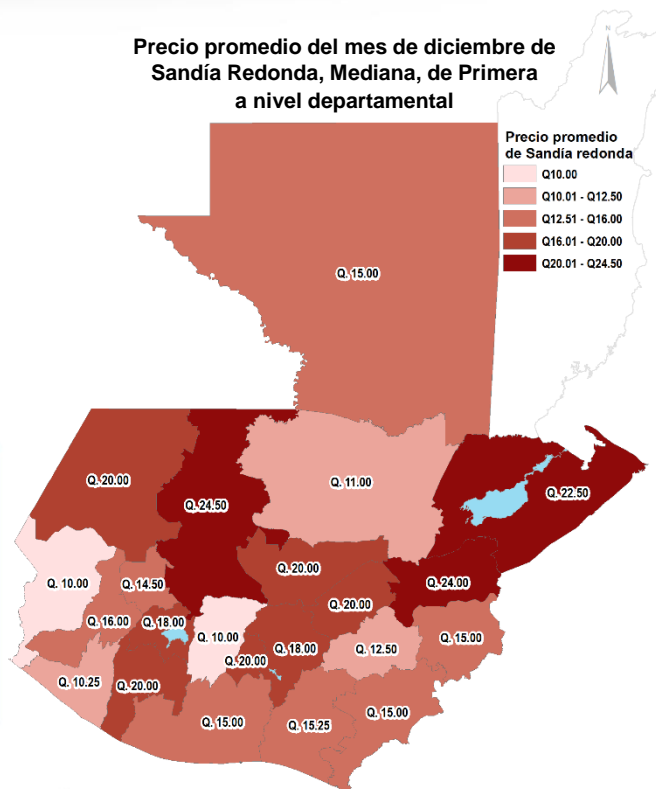 Precio promedio del mes de diciembre de
Sandía Redonda, Mediana, de Primera
a nivel departamental
N
Precio promedio
de Sandía redonda
Q10.00
Q10.01 - Q12.50
Q12.51 - Q16.00
Q16.01 - Q20.00
Q20.01 - Q24.50
Q. 15.00
Q. 20.00
Q. 24.50
Q. 11.00
Q. 22.50
Q. 10.00
Q. 14.50
Q. 20.00
Q. 24.00
Q. 20.00
Q. 16.00
Q. 18.00
Q. 10.00
Q. 18.00
Q. 12.50
Q. 15.00
Q. 20.00
Q. 10.25
Q. 20.00
Q. 15.00
Q. 15.25
Q. 15.00